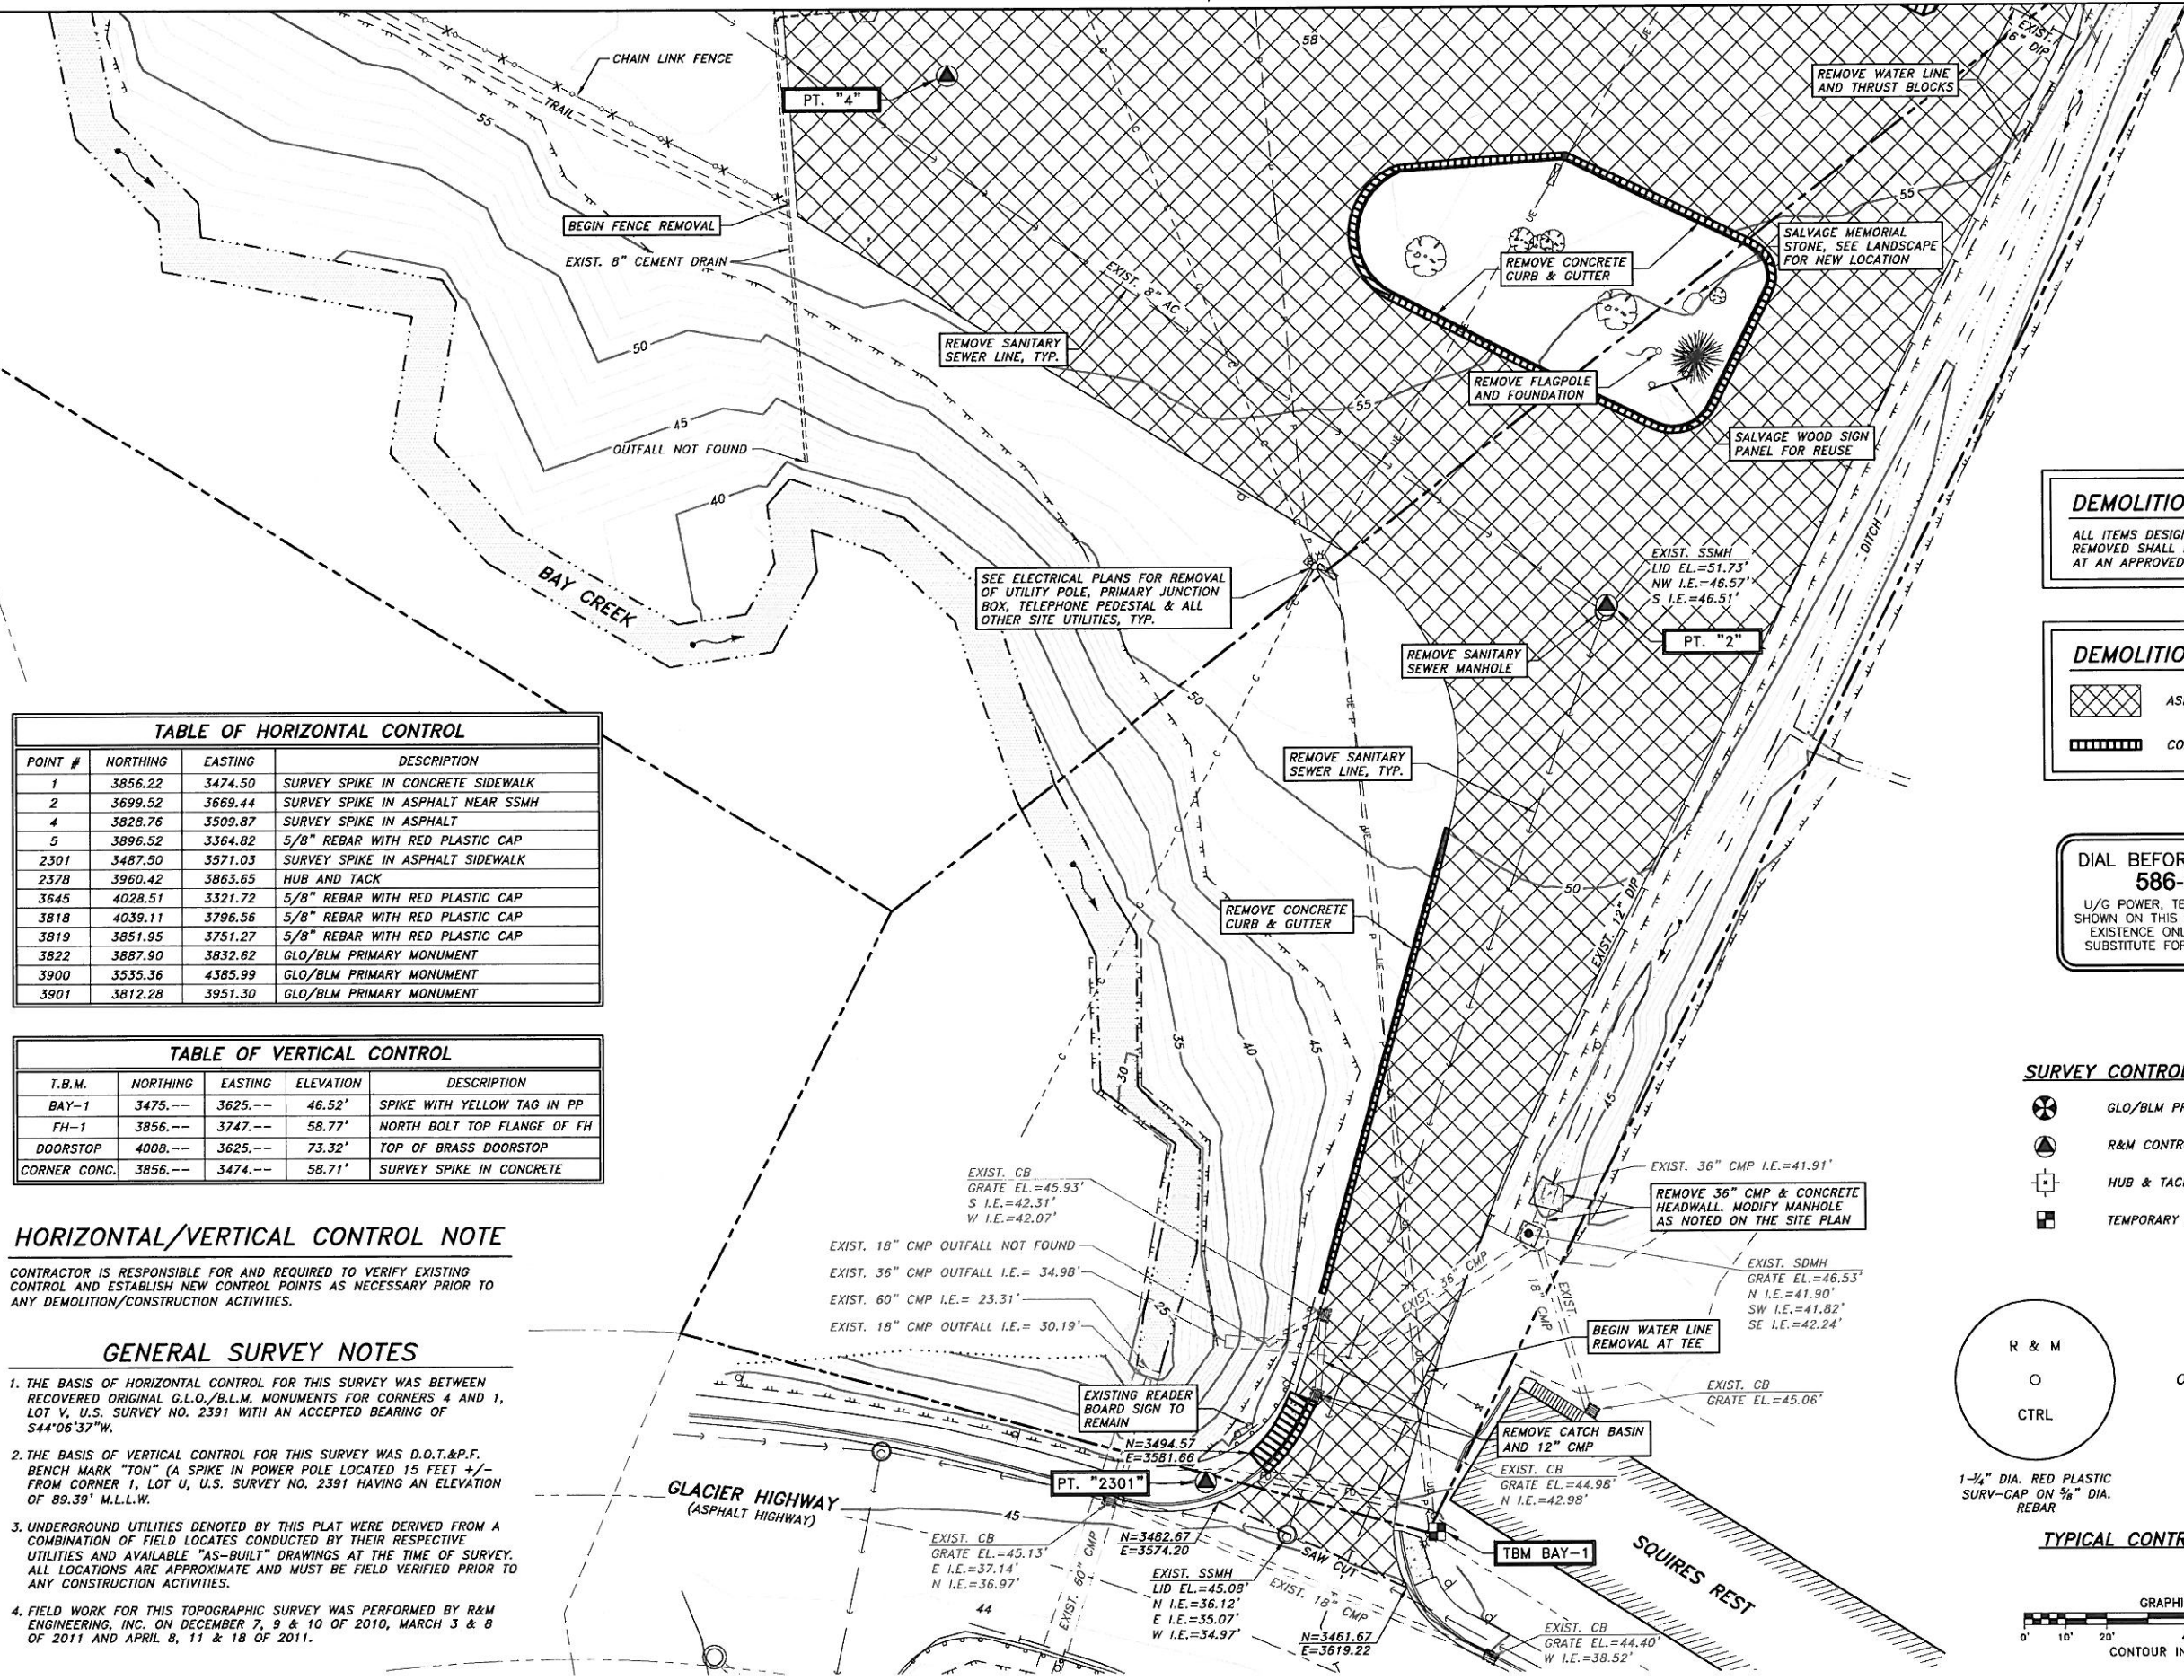 CHAIN LINK FENCE
TRAIL
55
PT. "4"
58
EXIST.
6" DIP
REMOVE WATER LINE
AND THRUST BLOCKS
BEGIN FENCE REMOVAL
EXIST. 8" CEMENT DRAIN
EXIST. 8" AC
REMOVE SANITARY
SEWER LINE, TYP.
REMOVE CONCRETE
CURB & GUTTER
55
SALVAGE MEMORIAL
STONE, SEE LANDSCAPE
FOR NEW LOCATION
REMOVE FLAGPOLE
AND FOUNDATION
55
SALVAGE WOOD SIGN
PANEL FOR REUSE
50
45
OUTFALL NOT FOUND
40
BAY CREEK
SEE ELECTRICAL PLANS FOR REMOVAL
OF UTILITY POLE, PRIMARY JUNCTION
BOX, TELEPHONE PEDESTAL & ALL
OTHER SITE UTILITIES, TYP.
EXIST. SSMH
LID EL.=51.73'
NW I.E.=46.57'
S I.E.=46.51'
PT. "2"
REMOVE SANITARY
SEWER MANHOLE
DITCH
50
REMOVE SANITARY
SEWER LINE, TYP.
50
EXIST. 12" DIP
REMOVE CONCRETE
CURB & GUTTER
35
40
45
30
45
DEMOLITIO
ALL ITEMS DESIG
REMOVED SHALL
AT AN APPROVED
DEMOLITIO
AS
CO
DIAL BEFOR
586-
U/G POWER, TE
SHOWN ON THIS
EXISTENCE ONL
SUBSTITUTE FOR
TABLE OF HORIZONTAL CONTROL
POINT # NORTHING EASTING DESCRIPTION
1 3856.22 3474.50 SURVEY SPIKE IN CONCRETE SIDEWALK
2 3699.52 3669.44 SURVEY SPIKE IN ASPHALT NEAR SSMH
4 3828.76 3509.87 SURVEY SPIKE IN ASPHALT
5 3896.52 3364.82 5/8" REBAR WITH RED PLASTIC CAP
2301 3487.50 3571.03 SURVEY SPIKE IN ASPHALT SIDEWALK
2378 3960.42 3863.65 HUB AND TACK
3645 4028.51 3321.72 5/8" REBAR WITH RED PLASTIC CAP
3818 4039.11 3796.56 5/8" REBAR WITH RED PLASTIC CAP
3819 3851.95 3751.27 5/8" REBAR WITH RED PLASTIC CAP
3822 3887.90 3832.62 GLO/BLM PRIMARY MONUMENT
3900 3535.36 4385.99 GLO/BLM PRIMARY MONUMENT
3901 3812.28 3951.30 GLO/BLM PRIMARY MONUMENT
TABLE OF VERTICAL CONTROL
T.B.M. NORTHING EASTING ELEVATION DESCRIPTION
BAY-1 3475.-- 3625.-- 46.52' SPIKE WITH YELLOW TAG IN PP
FH-1 3856.-- 3747.-- 58.77' NORTH BOLT TOP FLANGE OF FH
DOORSTOP 4008.-- 3625.-- 73.32' TOP OF BRASS DOORSTOP
CORNER CONC. 3856.-- 3474.-- 58.71' SURVEY SPIKE IN CONCRETE
HORIZONTAL/VERTICAL CONTROL NOTE
CONTRACTOR IS RESPONSIBLE FOR AND REQUIRED TO VERIFY EXISTING
CONTROL AND ESTABLISH NEW CONTROL POINTS AS NECESSARY PRIOR TO
ANY DEMOLITION/CONSTRUCTION ACTIVITIES.
GENERAL SURVEY NOTES
1. THE BASIS OF HORIZONTAL CONTROL FOR THIS SURVEY WAS BETWEEN
RECOVERED ORIGINAL G.L.O./B.L.M. MONUMENTS FOR CORNERS 4 AND 1,
LOT V, U.S. SURVEY NO. 2391 WITH AN ACCEPTED BEARING OF
S44°06'37"W.
2. THE BASIS OF VERTICAL CONTROL FOR THIS SURVEY WAS D.O.T.&P.F.
BENCH MARK "TON" (A SPIKE IN POWER POLE LOCATED 15 FEET +/-
FROM CORNER 1, LOT U, U.S. SURVEY NO. 2391 HAVING AN ELEVATION
OF 89.39' M.L.L.W.
3. UNDERGROUND UTILITIES DENOTED BY THIS PLAT WERE DERIVED FROM A
COMBINATION OF FIELD LOCATES CONDUCTED BY THEIR RESPECTIVE
UTILITIES AND AVAILABLE "AS-BUILT" DRAWINGS AT THE TIME OF SURVEY.
ALL LOCATIONS ARE APPROXIMATE AND MUST BE FIELD VERIFIED PRIOR TO
ANY CONSTRUCTION ACTIVITIES.
4. FIELD WORK FOR THIS TOPOGRAPHIC SURVEY WAS PERFORMED BY R&M
ENGINEERING, INC. ON DECEMBER 7, 9 & 10 OF 2010, MARCH 3 & 8
OF 2011 AND APRIL 8, 11 & 18 OF 2011.
EXIST. CB
GRATE EL.=45.93'
S I.E.=42.31'
W I.E.=42.07'
EXIST. 18" CMP OUTFALL NOT FOUND
EXIST. 36" CMP OUTFALL I.E.= 34.98'
EXIST. 60" CMP I.E.= 23.31'
EXIST. 18" CMP OUTFALL I.E.= 30.19'
25
EXIST. 36" CMP
EXIST. 36" CMP I.E.=41.91'
REMOVE 36" CMP & CONCRETE
HEADWALL. MODIFY MANHOLE
AS NOTED ON THE SITE PLAN
EXIST. SDMH
GRATE EL.=46.53'
N I.E.=41.90'
SW I.E.=41.82'
SE I.E.=42.24'
EXIST.
18" CMP
BEGIN WATER LINE
REMOVAL AT TEE
EXIST. CB
GRATE EL.=45.06'
EXISTING READER
BOARD SIGN TO
REMAIN
REMOVE CATCH BASIN
AND 12" CMP
EXIST. CB
GRATE EL.=44.98'
N I.E.=42.98'
N=3494.57
E=3581.66
PT. "2301"
GLACIER HIGHWAY
(ASPHALT HIGHWAY)
45
EXIST. CB
GRATE EL.=45.13'
E I.E.=37.14'
N I.E.=36.97'
44
EXIST. 60" CMP
N=3482.67
E=3574.20
EXIST. SSMH
LID EL.=45.08'
N I.E.=36.12'
E I.E.=35.07'
W I.E.=34.97'
SAW CUT
EXIST. 18" CMP
N=3461.67
E=3619.22
TBM BAY-1
SQUIRES REST
EXIST. CB
GRATE EL.=44.40'
W I.E.=38.52'
SURVEY CONTROL
GLO/BLM PR
R&M CONTR
HUB & TAC
TEMPORARY
R & M
CTRL
1-¼" DIA. RED PLASTIC
SURV-CAP ON ⅝" DIA.
REBAR
TYPICAL CONTR
GRAPHI
0' 10' 20'
CONTOUR IN